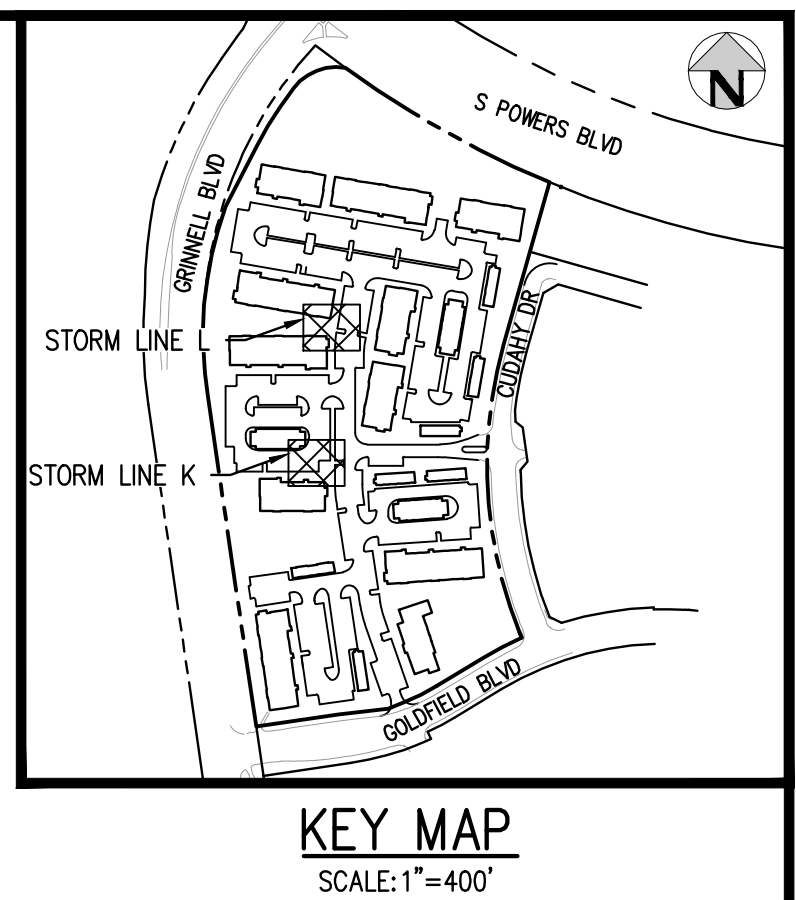 N
S POWERS BLVD
GRINNELL BLVD
STORM LINE L
CUDAHY DR
STORM LINE K
GOLDFIELD BLVD
KEY MAP
SCALE:1"=400'